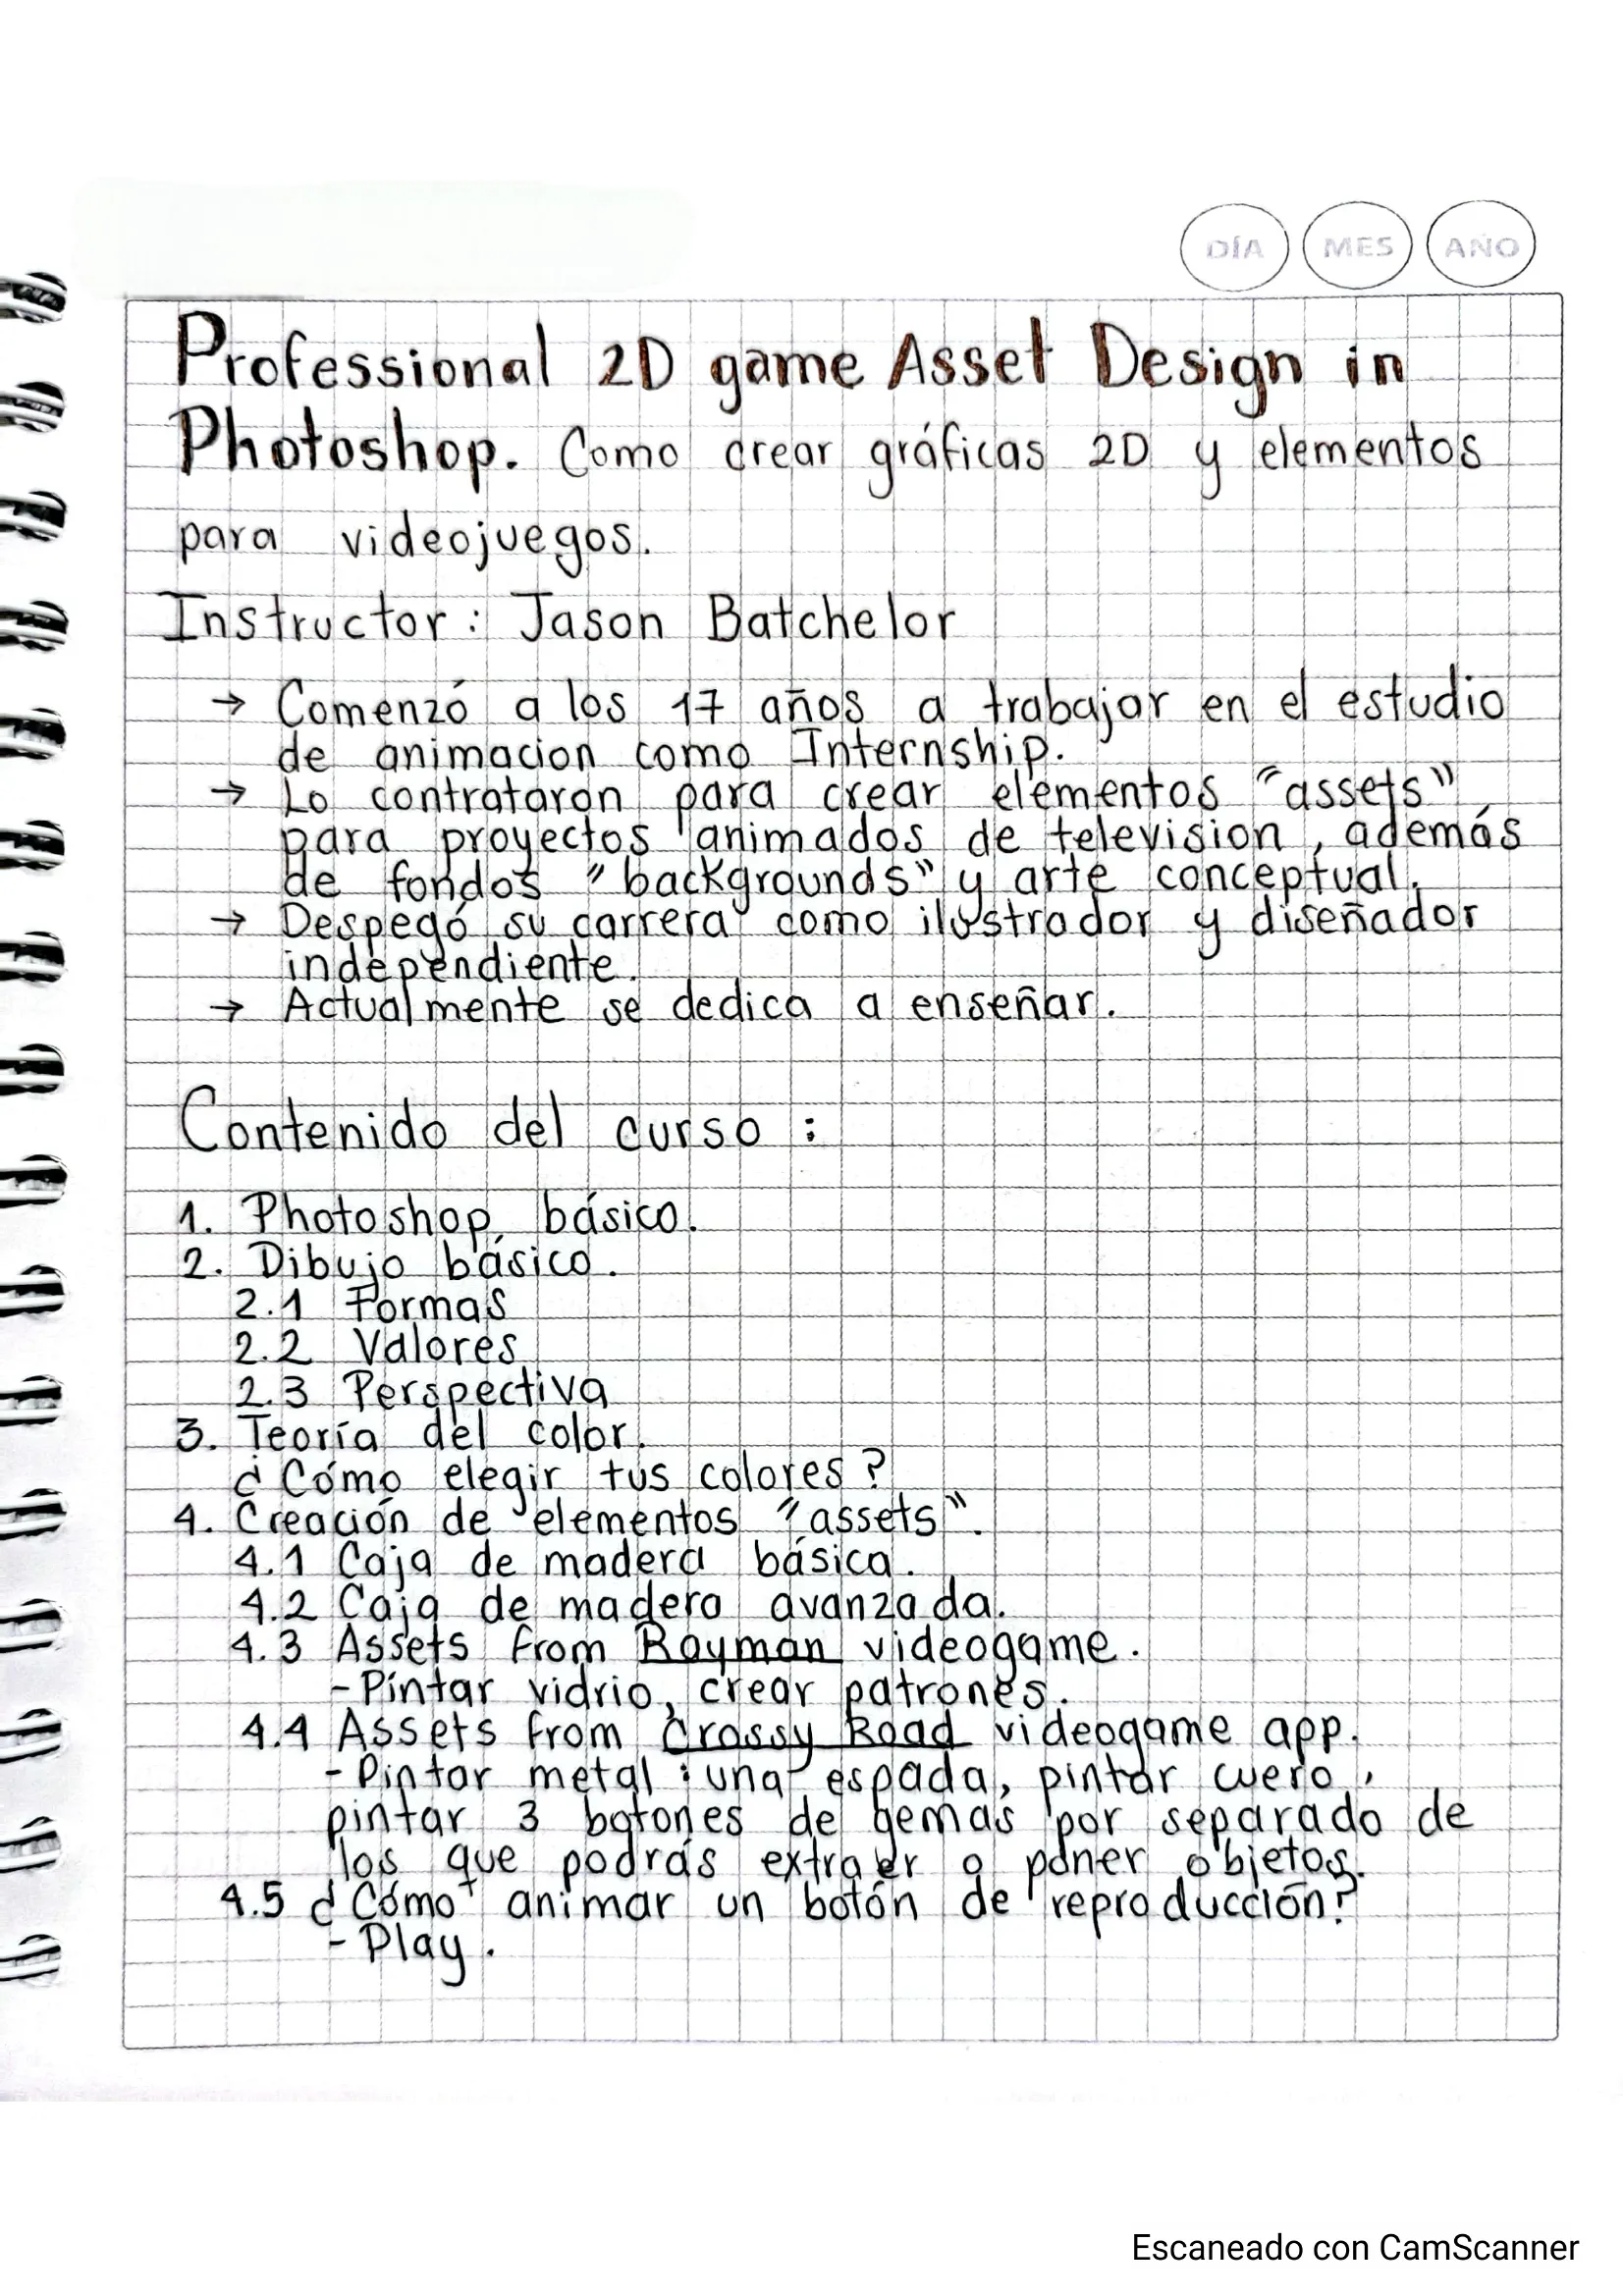 DÍA MES AÑO
Professional 2D game Asset Design in
Photoshop. Como crear gráficas 2D y elementos
para videojuegos.
Instructor: Jason Batchelor
→ Comenzó a los 17 años a trabajar en el estudio
de animacion como Internship.
→ Lo contrataron para crear elementos "assets"
para proyectos animados de television, además
de fondos "backgrounds" y arte conceptual.
→ Despegó su carrera como ilustrador y diseñador
independiente.
→ Actualmente se dedica a enseñar.
Contenido del curso:
1. Photoshop básico.
2. Dibujo básico.
2.1 Formas
2.2 Valores
2.3 Perspectiva
3. Teoría del color.
¿Cómo elegir tus colores?
4. Creación de elementos "assets".
4.1 Caja de madera básica.
4.2 Caja de madera avanzada.
4.3 Assets from Rayman videogame.
-Pintar vidrio, crear patrones.
4.4 Assets from Crossy Road videogame app.
-Pintar metal: una espada, pintar cuero,
pintar 3 botones de gemas por separado de
los que podrás extraer o poner objetos.
4.5 ¿Cómo animar un botón de reproducción?
- Play.
Escaneado con CamScanner